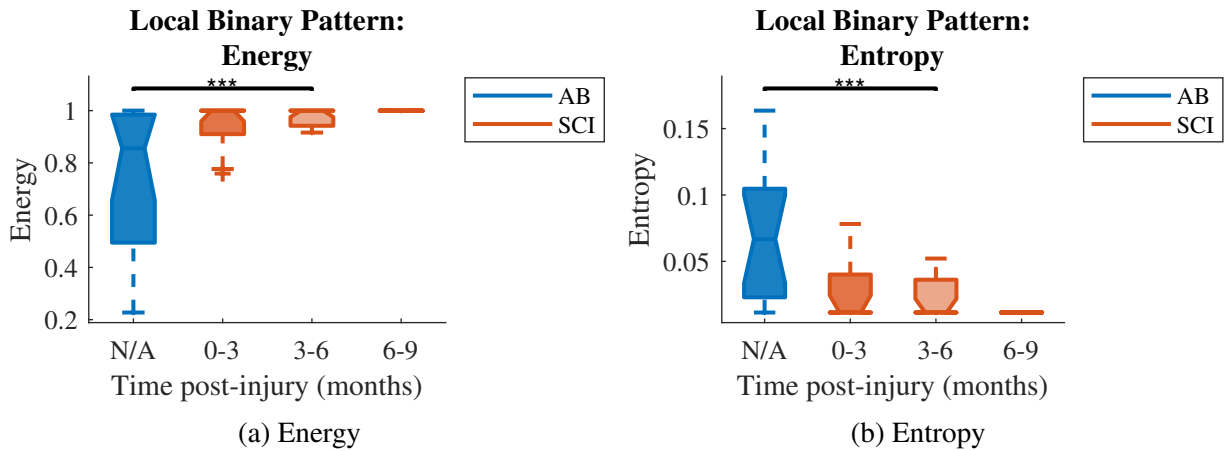 Local Binary Pattern:
Energy
***
1
0.8
0.6
0.4
0.2
Energy
N/A 0-3 3-6 6-9
Time post-injury (months)
AB
SCI
(a) Energy
Local Binary Pattern:
Entropy
***
0.15
0.1
0.05
Entropy
N/A 0-3 3-6 6-9
Time post-injury (months)
AB
SCI
(b) Entropy